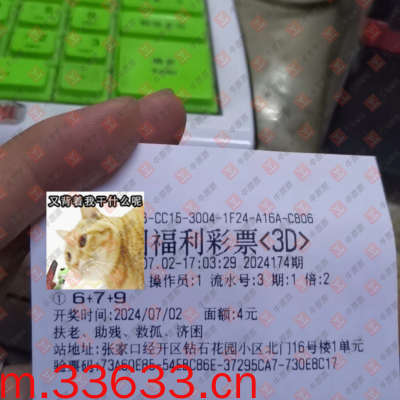 又背着我干什么呢
6-CC15-3004-1F24-A16A-C806
福利彩票<3D>
07.02-17:03:29 2024174期
操作员:1 流水号:3 期:1 倍:2
① 6+7+9
开奖时间:2024/07/02 面额:4元
扶老、助残、救孤、济困
站地址:张家口经开区钻石花园小区北门16号楼1单元
m.33633.cn